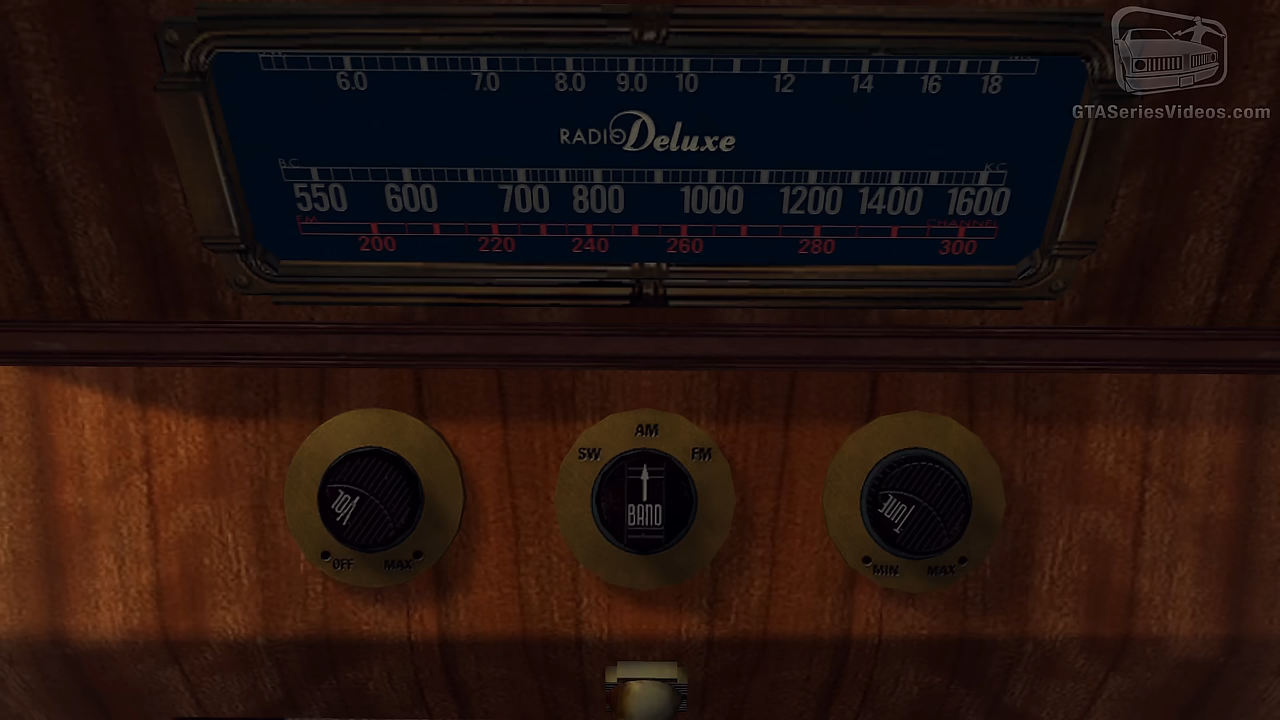 6.0 7.0 8.0 9.0 10 12 14 16 18
GTASeriesVideos.com
RADIO Deluxe
B.C. K.C.
550 600 700 800 1000 1200 1400 1600
FM CHANNEL
200 220 240 260 280 300
AM
SW FM
VOL BAND TUNE
OFF MAX MIN MAX